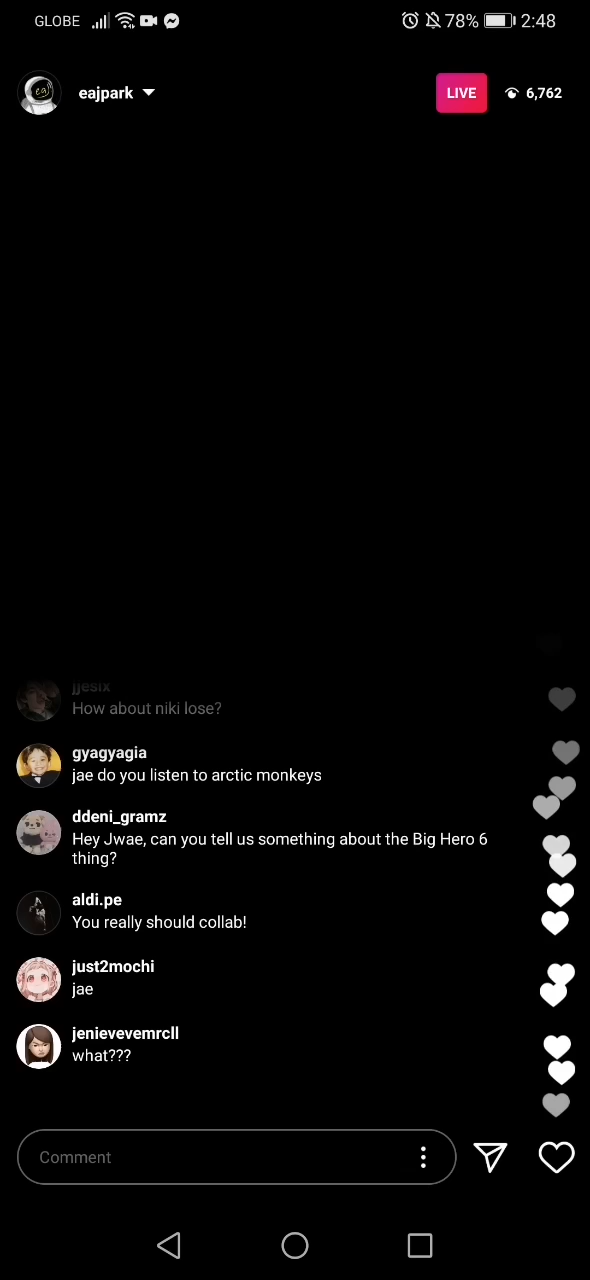 GLOBE 78% 2:48
eaj eajpark LIVE 6,762
jjesix
How about niki lose?
gyagyagia
jae do you listen to arctic monkeys
ddeni_gramz
Hey Jwae, can you tell us something about the Big Hero 6
thing?
aldi.pe
You really should collab!
just2mochi
jae
jenievevemrcll
what???
Comment